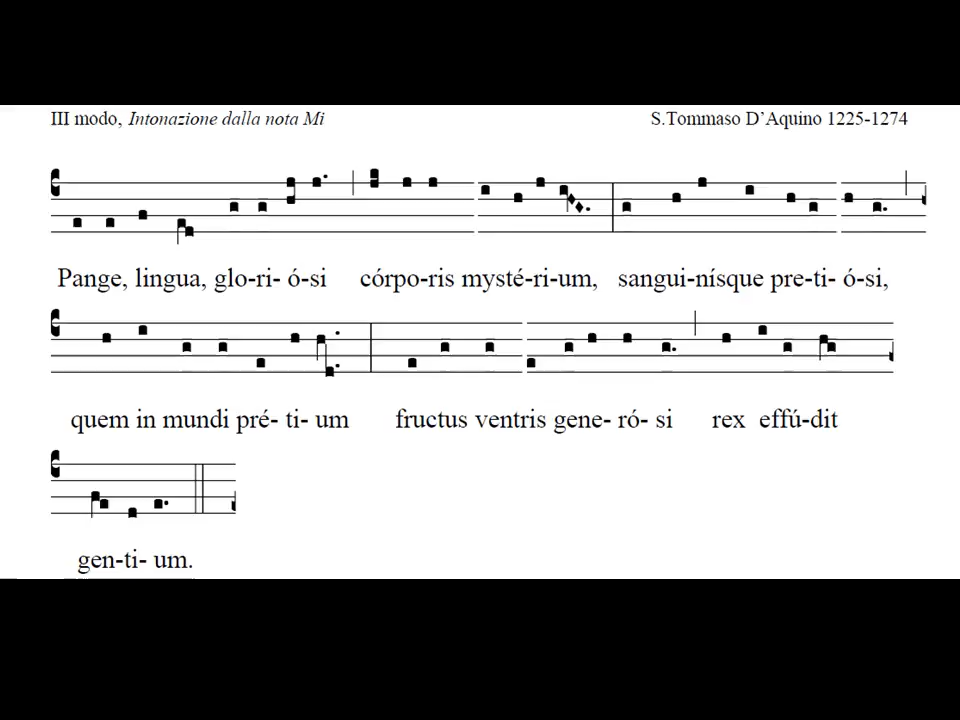 III modo, Intonazione dalla nota Mi S.Tommaso D’Aquino 1225-1274
Pange, lingua, glo-ri- ó-si córpo-ris mysté-ri-um, sangui-nísque pre-ti- ó-si,
quem in mundi pré- ti- um fructus ventris gene- ró- si rex effú-dit
gen-ti- um.